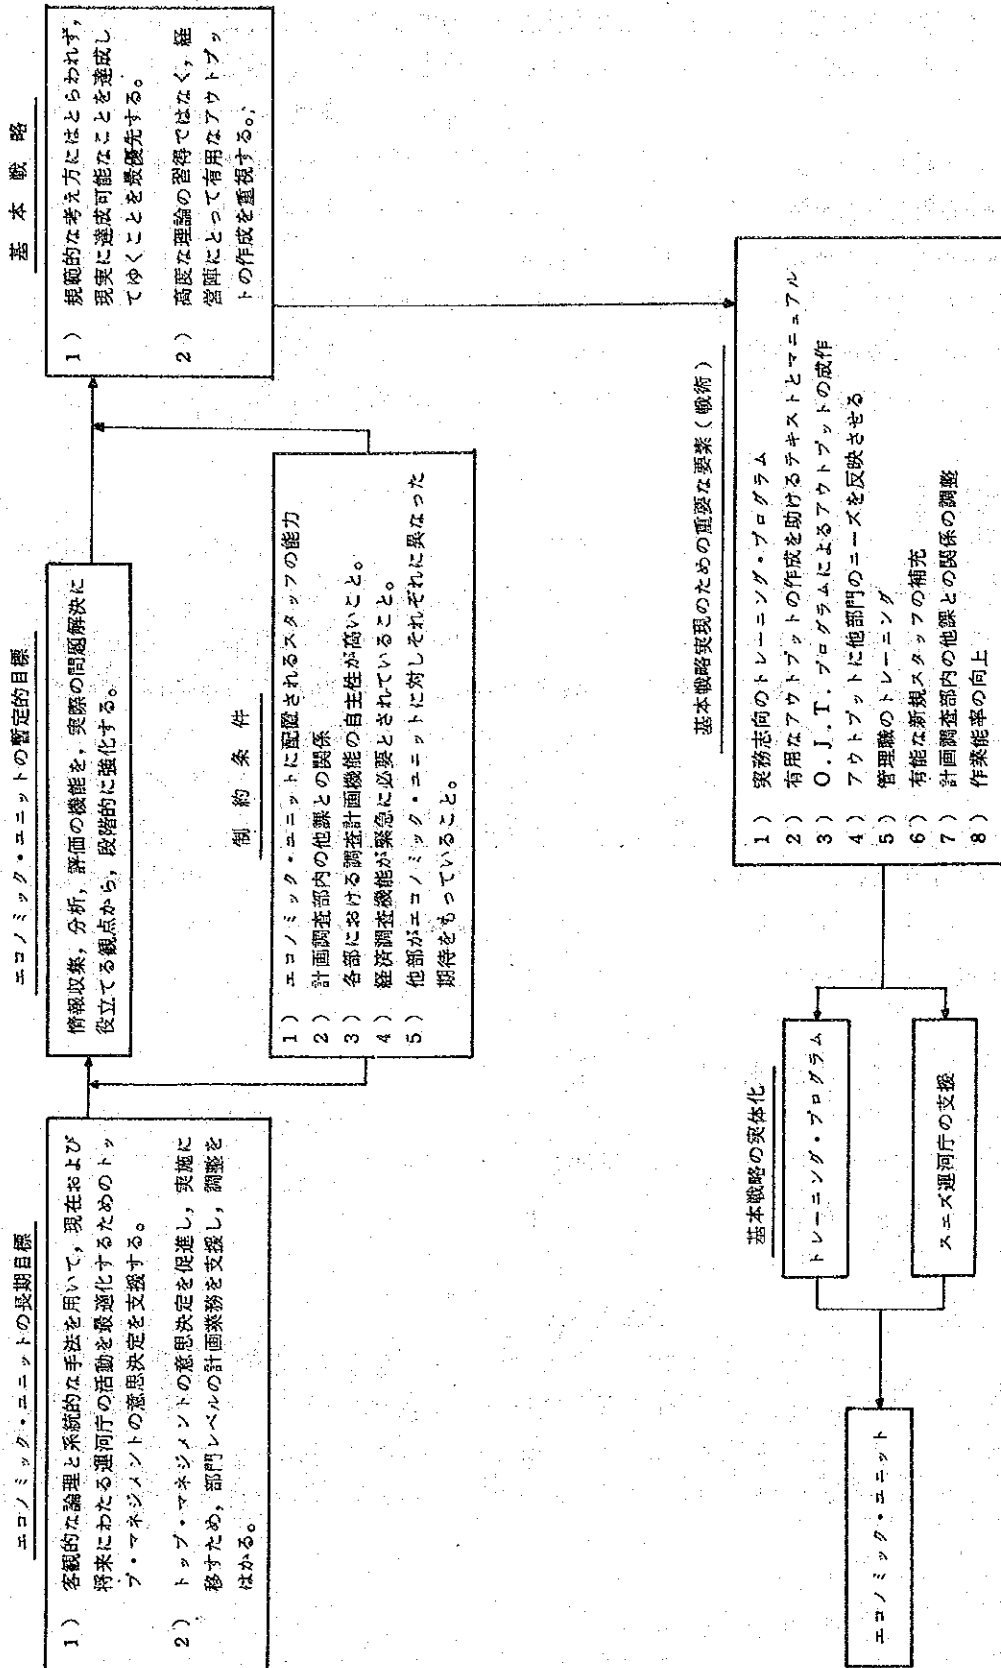 エコノミック・ユニットの長期目標
1) 客観的な論理と系統的な手法を用いて，現在および
将来にわたる運河庁の活動を最適化するためのトッ
プ・マネジメントの意思決定を支援する。
2) トップ・マネジメントの意思決定を促進し，実施に
移すため，部門レベルの計画業務を支援し，調整を
はかる。
エコノミック・ユニットの暫定的目標
情報収集，分析，評価の機能を，実際の問題解決に
役立てる観点から，段階的に強化する。
制約条件
1) エコノミック・ユニットに配置されるスタッフの能力
2) 計画調査部内の他課との関係
3) 各部における調査計画機能の自主性が高いこと。
4) 経済調査機能が緊急に必要とされていること。
5) 他部がエコノミック・ユニットに対しそれぞれに異なった
期待をもっていること。
基本戦略
1) 規範的な考え方にはとらわれず，
現実に達成可能なことを達成し
てゆくことを最優先する。
2) 高度な理論の習得ではなく，経
営陣にとって有用なアウトプッ
トの作成を重視する。
基本戦略実現のための重要な要素(戦術)
1) 実務志向のトレーニング・プログラム
2) 有用なアウトプットの作成を助けるテキストとマニュアル
3) O.J.T.プログラムによるアウトプットの成作
4) アウトプットに他部門のニーズを反映させる
5) 管理職のトレーニング
6) 有能な新規スタッフの補充
7) 計画調査部内の他課との関係の調整
8) 作業能率の向上
基本戦略の実体化
トレーニング・プログラム
スエズ運河庁の支援
エコノミック・ユニット